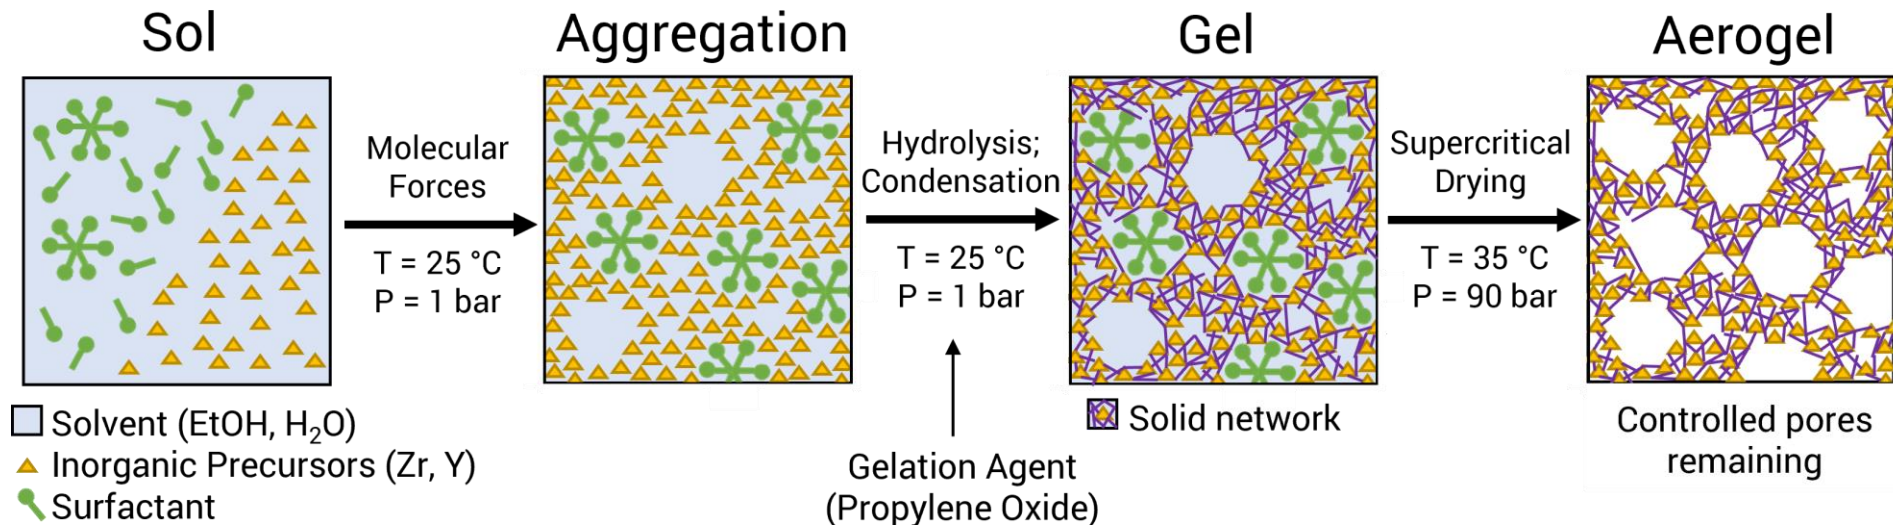 Sol
Aggregation
Gel
Aerogel
Molecular
Forces
T = 25 °C
P = 1 bar
Hydrolysis;
Condensation
T = 25 °C
P = 1 bar
Supercritical
Drying
T = 35 °C
P = 90 bar
Solvent (EtOH, H₂O)
Inorganic Precursors (Zr, Y)
Surfactant
Gelation Agent
(Propylene Oxide)
Solid network
Controlled pores
remaining